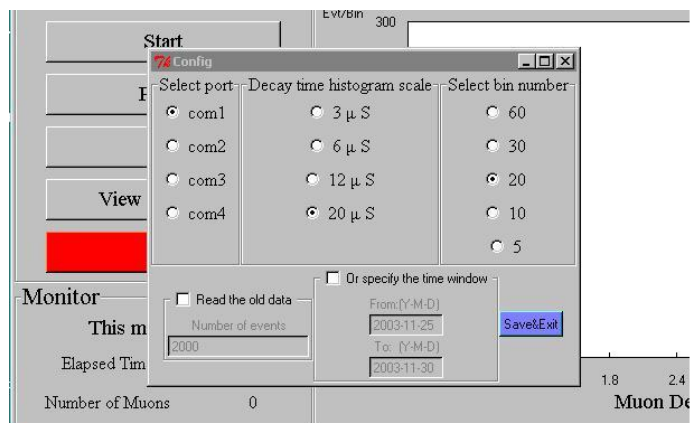 Evt/Bin
300
Start
Config
Select port
Decay time histogram scale
Select bin number
com1
3 μ S
60
com2
6 μ S
30
com3
12 μ S
20
com4
20 μ S
10
5
View
Monitor
This m
Elapsed Tim
Number of Muons 0
Read the old data
Number of events
2000
Or specify the time window
From:(Y-M-D)
2003-11-25
To: (Y-M-D)
2003-11-30
Save&Exit
1.8 2.4
Muon De